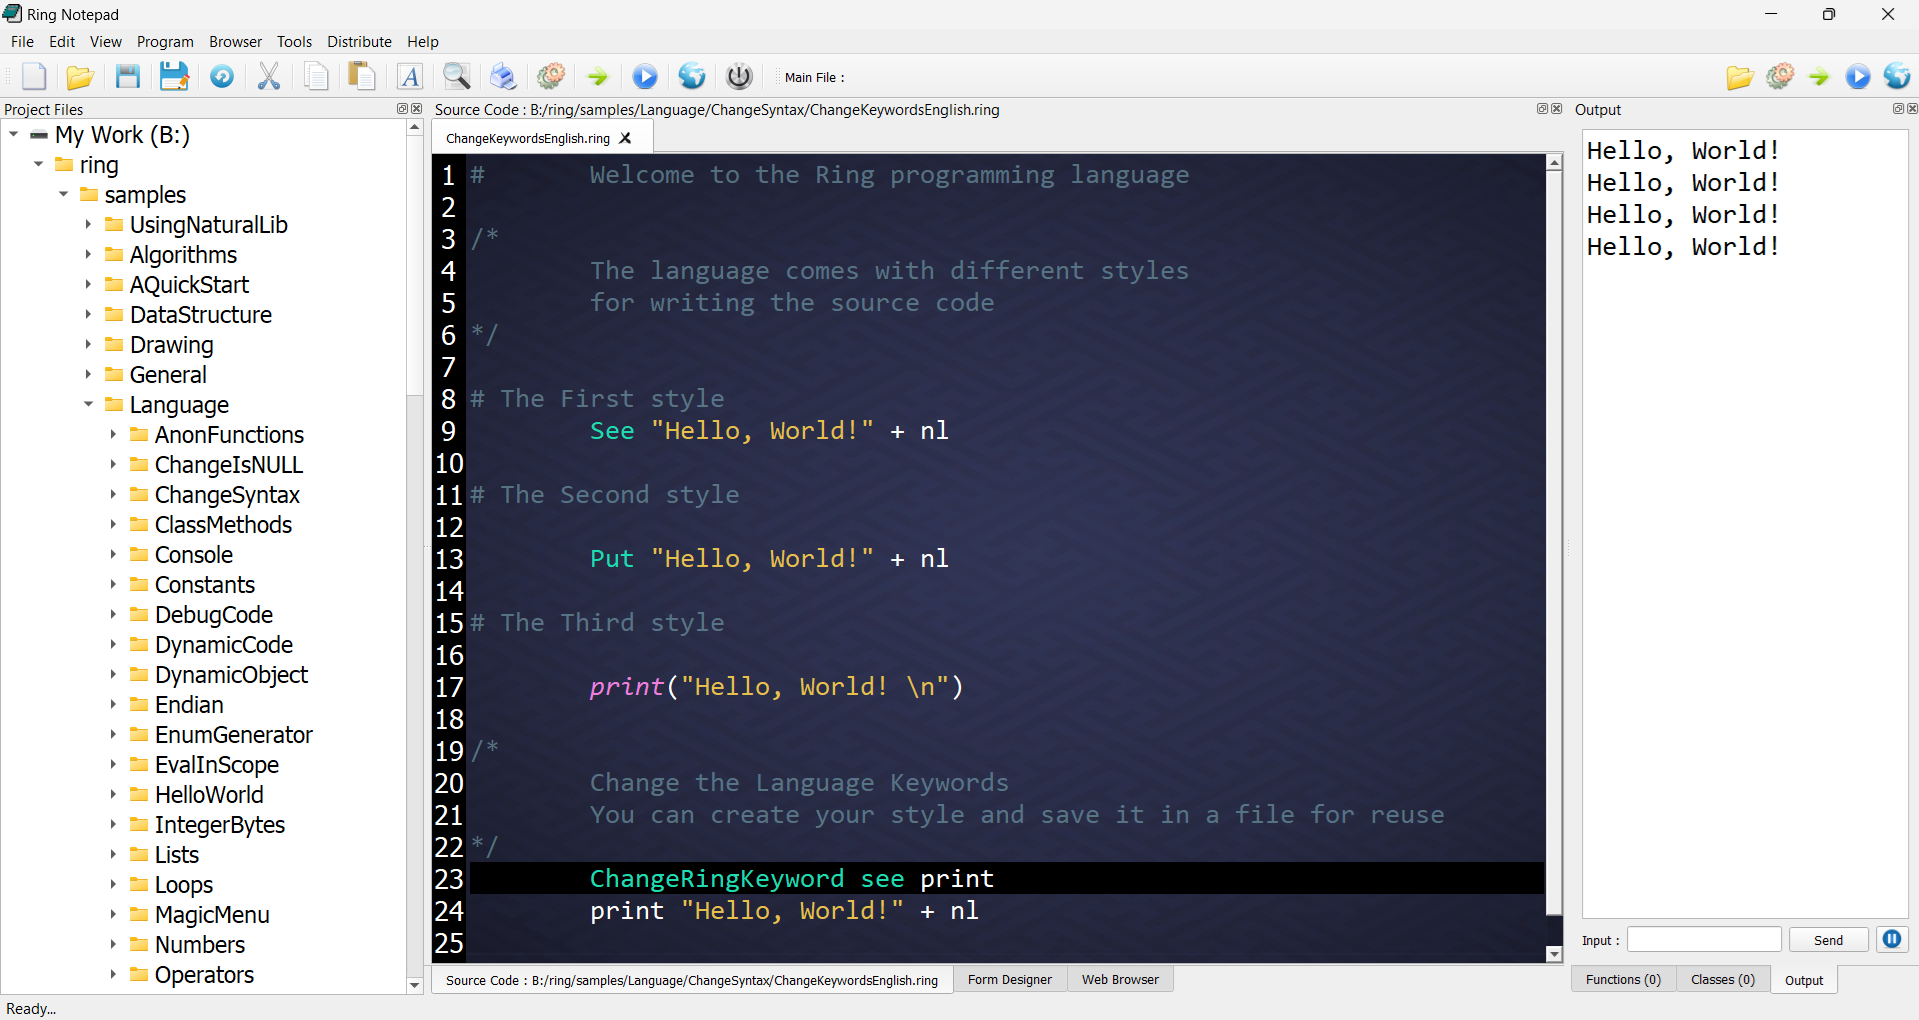 Ring Notepad
File Edit View Program Browser Tools Distribute Help
Main File :
Project Files
My Work (B:)
ring
samples
UsingNaturalLib
Algorithms
AQuickStart
DataStructure
Drawing
General
Language
AnonFunctions
ChangeIsNULL
ChangeSyntax
ClassMethods
Console
Constants
DebugCode
DynamicCode
DynamicObject
Endian
EnumGenerator
EvalInScope
HelloWorld
IntegerBytes
Lists
Loops
MagicMenu
Numbers
Operators
Source Code : B:/ring/samples/Language/ChangeSyntax/ChangeKeywordsEnglish.ring
ChangeKeywordsEnglish.ring
1 # Welcome to the Ring programming language
2
3 /*
4 The language comes with different styles
5 for writing the source code
6 */
7
8 # The First style
9 See "Hello, World!" + nl
10
11 # The Second style
12
13 Put "Hello, World!" + nl
14
15 # The Third style
16
17 print("Hello, World! \n")
18
19 /*
20 Change the Language Keywords
21 You can create your style and save it in a file for reuse
22 */
23 ChangeRingKeyword see print
24 print "Hello, World!" + nl
25
Source Code : B:/ring/samples/Language/ChangeSyntax/ChangeKeywordsEnglish.ring Form Designer Web Browser
Output
Hello, World!
Hello, World!
Hello, World!
Hello, World!
Input : Send
Functions (0) Classes (0) Output
Ready...